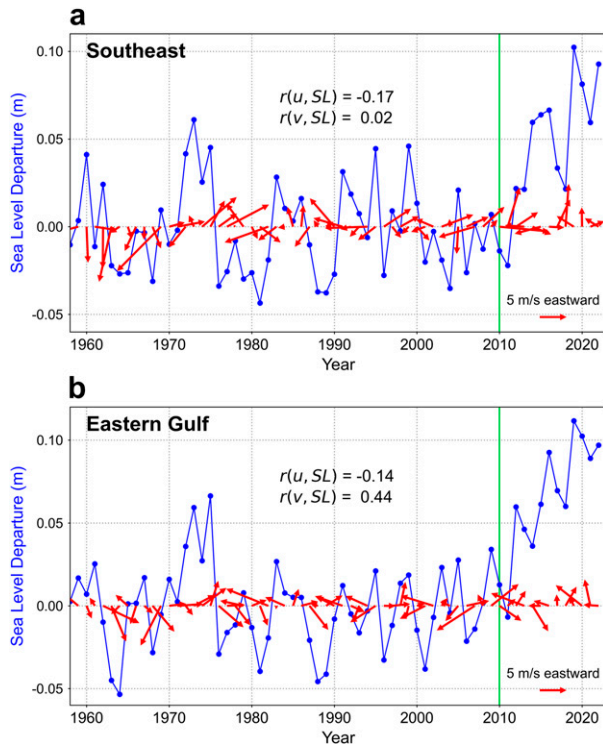 a
Southeast
r(u, SL) = -0.17
r(v, SL) = 0.02
Sea Level Departure (m)
0.10
0.05
0.00
-0.05
5 m/s eastward
1960 1970 1980 1990 2000 2010 2020
Year
b
Eastern Gulf
r(u, SL) = -0.14
r(v, SL) = 0.44
Sea Level Departure (m)
0.10
0.05
0.00
-0.05
5 m/s eastward
1960 1970 1980 1990 2000 2010 2020
Year